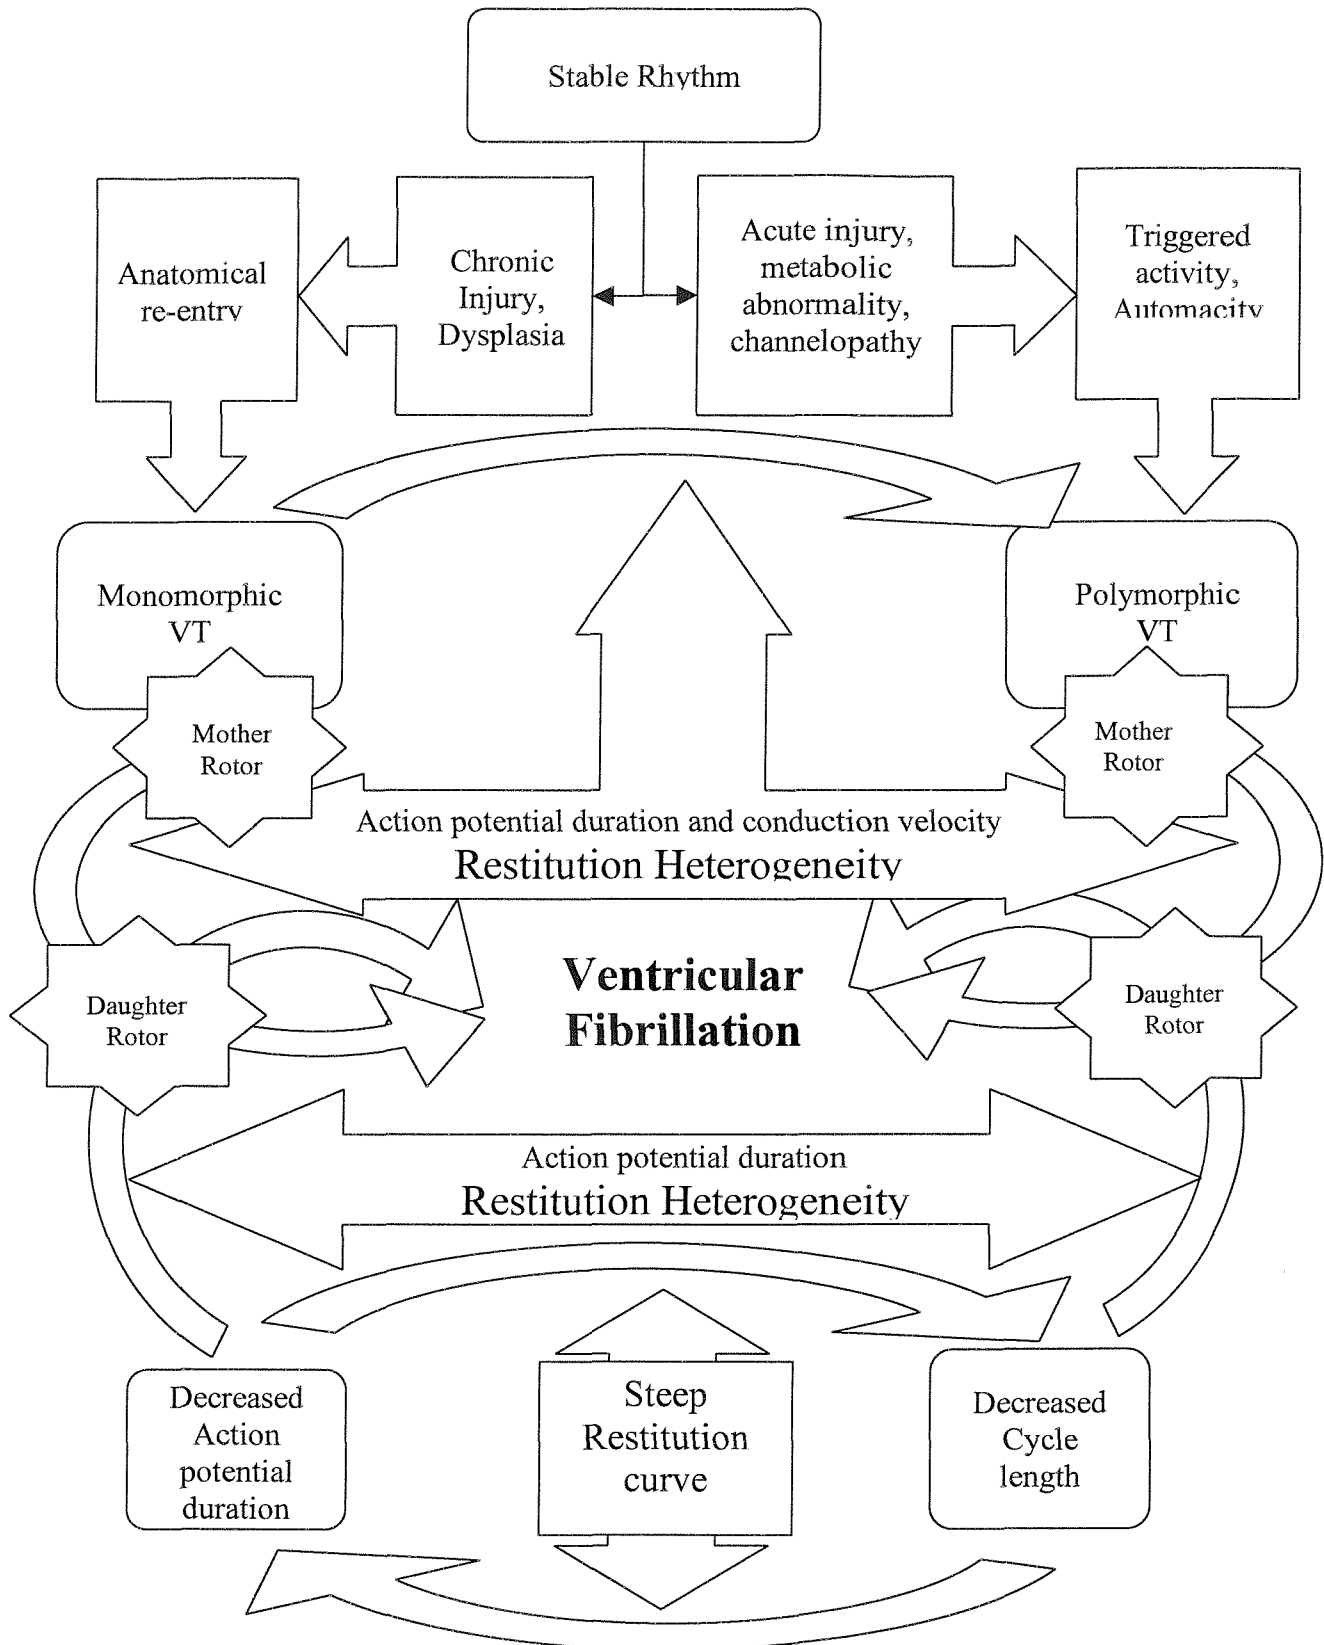 Stable Rhythm
Anatomical
re-entry
Chronic
Injury,
Dysplasia
Acute injury,
metabolic
abnormality,
channelopathy
Triggered
activity,
Automacity
Monomorphic
VT
Polymorphic
VT
Mother
Rotor
Mother
Rotor
Action potential duration and conduction velocity
Restitution Heterogeneity
Daughter
Rotor
Ventricular
Fibrillation
Daughter
Rotor
Action potential duration
Restitution Heterogeneity
Decreased
Action
potential
duration
Steep
Restitution
curve
Decreased
Cycle
length